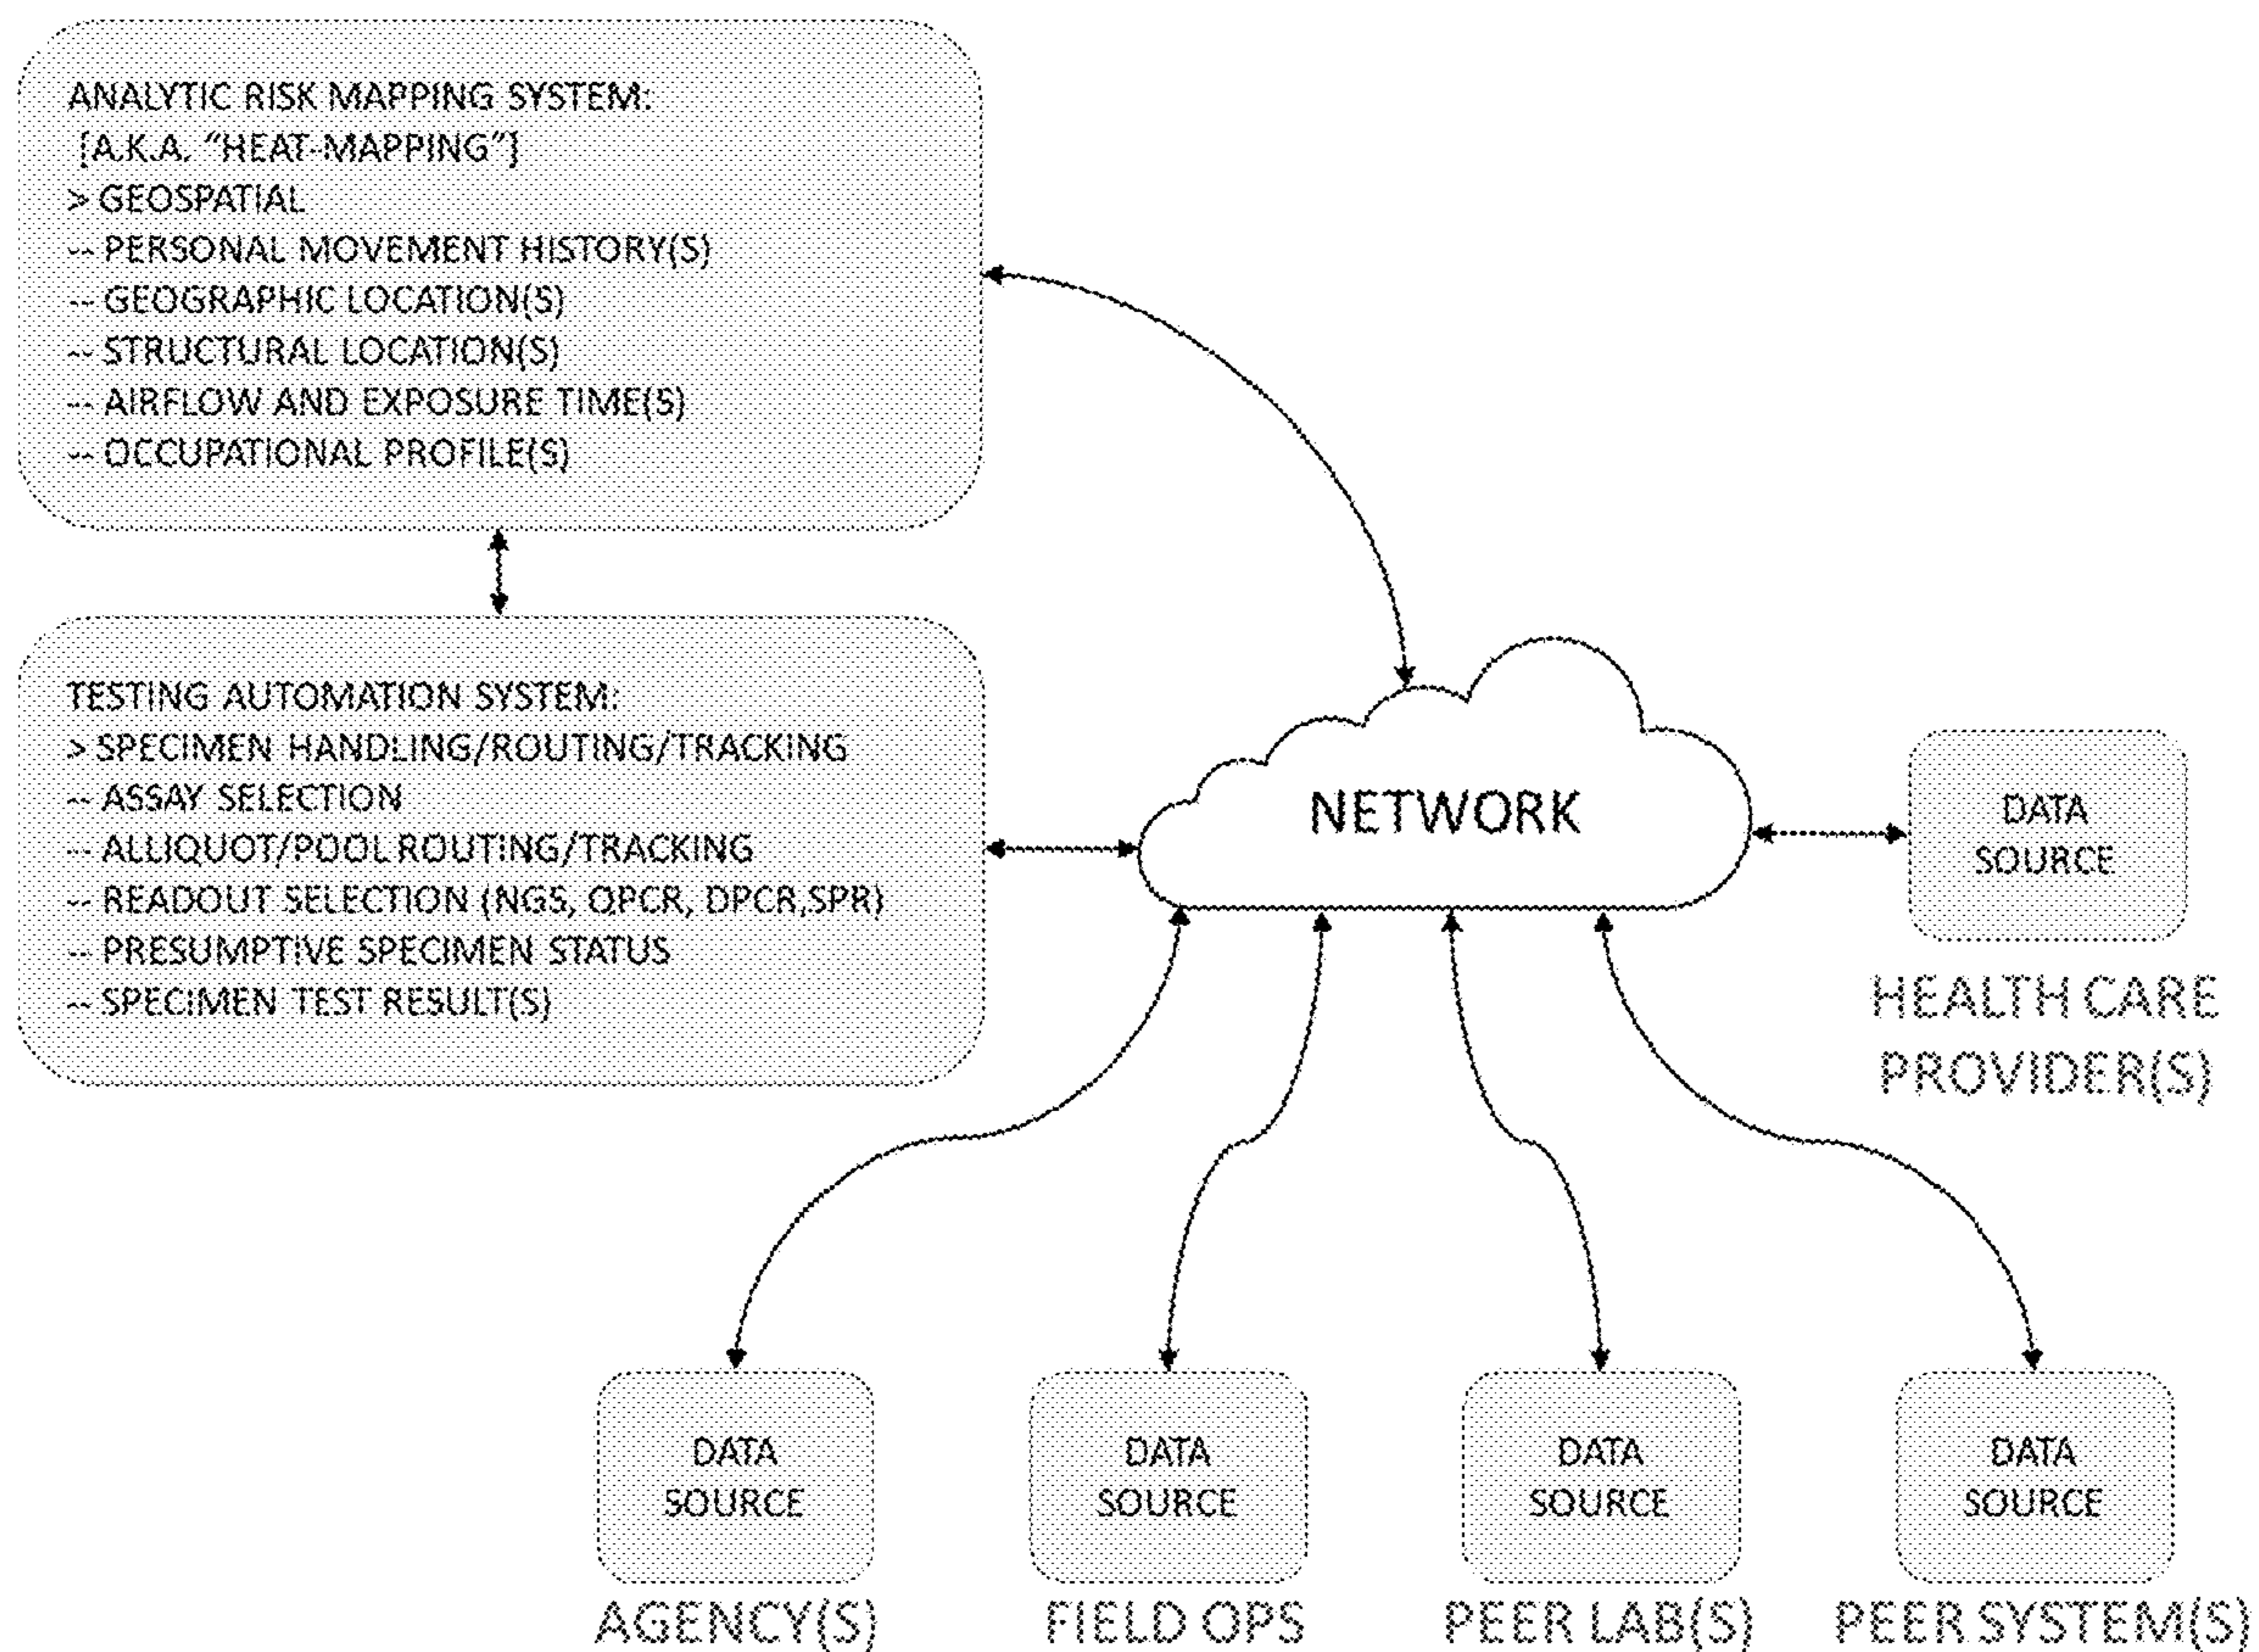 ANALYTIC RISK MAPPING SYSTEM:
[A.K.A. “HEAT-MAPPING”]
> GEOSPATIAL
-- PERSONAL MOVEMENT HISTORY(S)
-- GEOGRAPHIC LOCATION(S)
-- STRUCTURAL LOCATION(S)
-- AIRFLOW AND EXPOSURE TIME(S)
-- OCCUPATIONAL PROFILE(S)
TESTING AUTOMATION SYSTEM:
> SPECIMEN HANDLING/ROUTING/TRACKING
-- ASSAY SELECTION
-- ALLIQUOT/POOL ROUTING/TRACKING
-- READOUT SELECTION (NGS, QPCR, DPCR,SPR)
-- PRESUMPTIVE SPECIMEN STATUS
-- SPECIMEN TEST RESULT(S)
NETWORK
DATA
SOURCE
HEALTH CARE
PROVIDER(S)
DATA
SOURCE
AGENCY(S)
DATA
SOURCE
FIELD OPS
DATA
SOURCE
PEER LAB(S)
DATA
SOURCE
PEER SYSTEM(S)